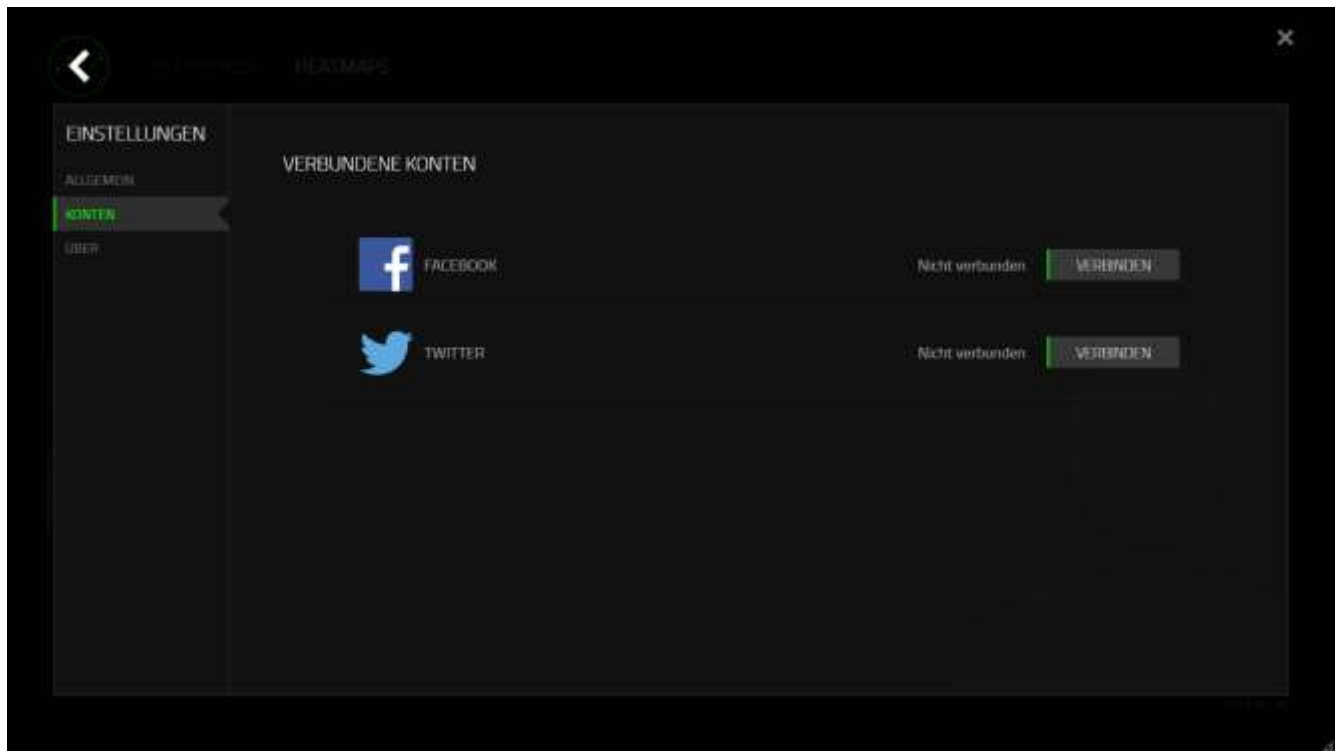 HEATMAPS
EINSTELLUNGEN
ALLGEMEIN
KONTEN
ÜBER
VERBUNDENE KONTEN
FACEBOOK Nicht verbunden VERBINDEN
TWITTER Nicht verbunden VERBINDEN